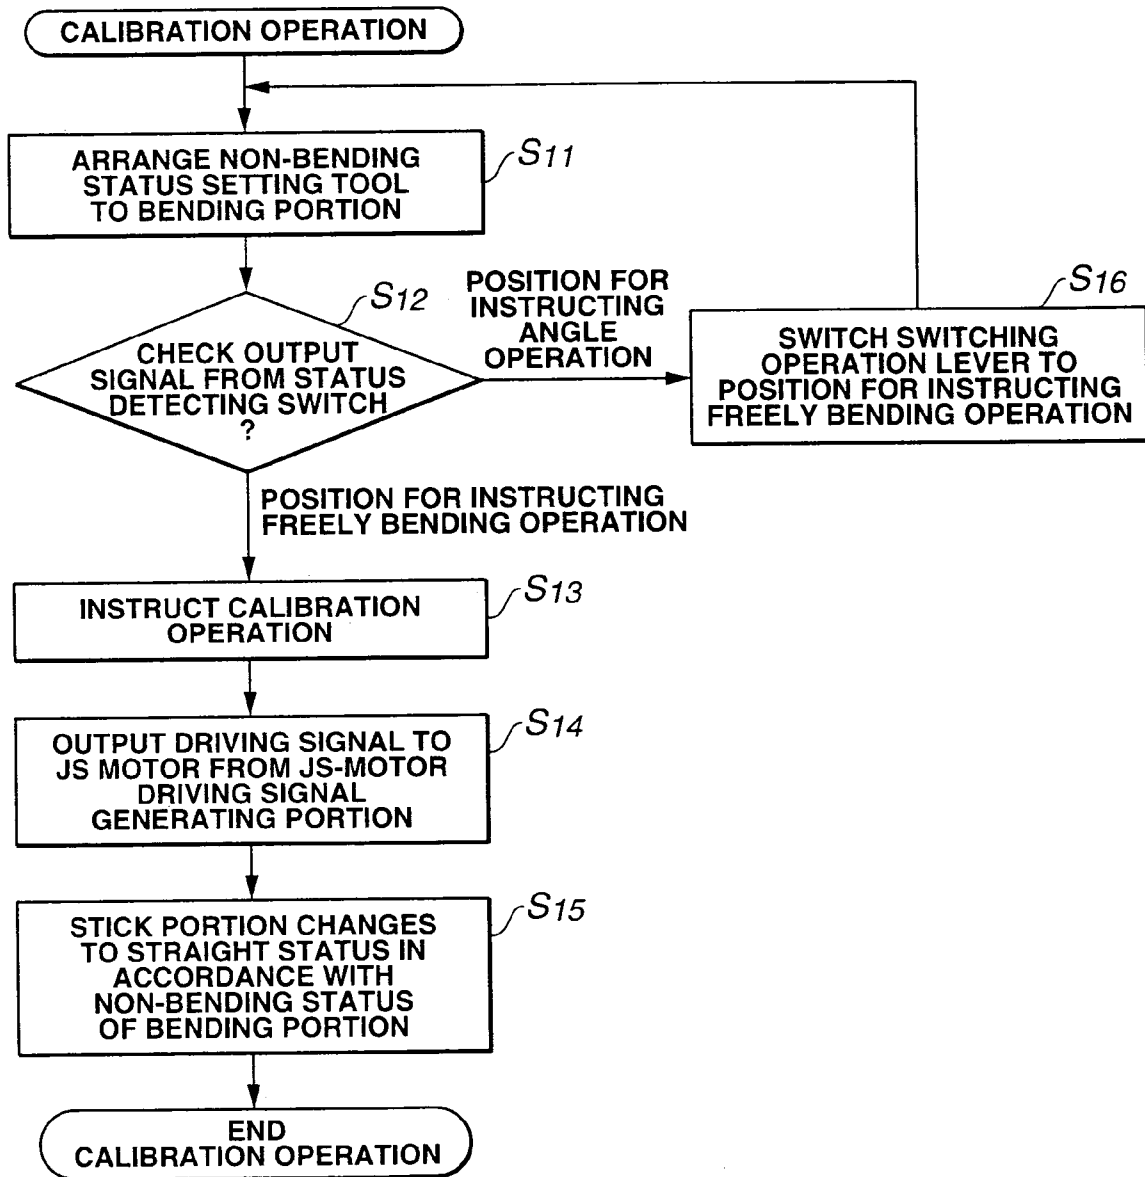 CALIBRATION OPERATION
ARRANGE NON-BENDING
STATUS SETTING TOOL
TO BENDING PORTION
S11
CHECK OUTPUT
SIGNAL FROM STATUS
DETECTING SWITCH
?
S12
POSITION FOR
INSTRUCTING
ANGLE
OPERATION
S16
SWITCH SWITCHING
OPERATION LEVER TO
POSITION FOR INSTRUCTING
FREELY BENDING OPERATION
POSITION FOR INSTRUCTING
FREELY BENDING OPERATION
INSTRUCT CALIBRATION
OPERATION
S13
OUTPUT DRIVING SIGNAL TO
JS MOTOR FROM JS-MOTOR
DRIVING SIGNAL
GENERATING PORTION
S14
STICK PORTION CHANGES
TO STRAIGHT STATUS IN
ACCORDANCE WITH
NON-BENDING STATUS
OF BENDING PORTION
S15
END
CALIBRATION OPERATION